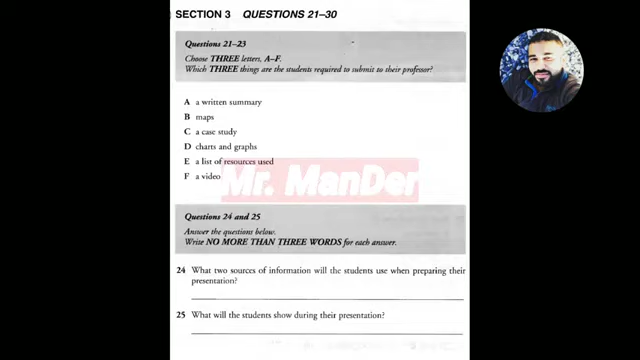 SECTION 3 QUESTIONS 21–30
Questions 21–23
Choose THREE letters, A–F.
Which THREE things are the students required to submit to their professor?
A a written summary
B maps
C a case study
D charts and graphs
E a list of resources used
F a video
Mr. ManDer
Questions 24 and 25
Answer the questions below.
Write NO MORE THAN THREE WORDS for each answer.
24 What two sources of information will the students use when preparing their
presentation?
25 What will the students show during their presentation?